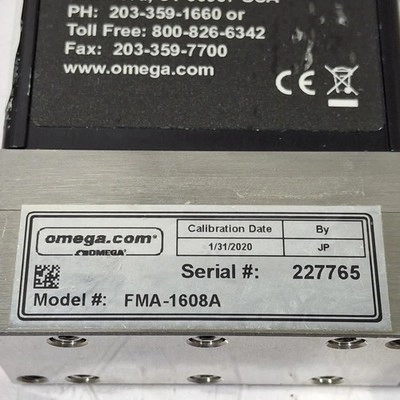 PH: 203-359-1660 or
Toll Free: 800-826-6342
Fax: 203-359-7700
www.omega.com
CE
omega.com®
Calibration Date By
ΩOMEGA®
1/31/2020 JP
Serial #: 227765
Model #: FMA-1608A